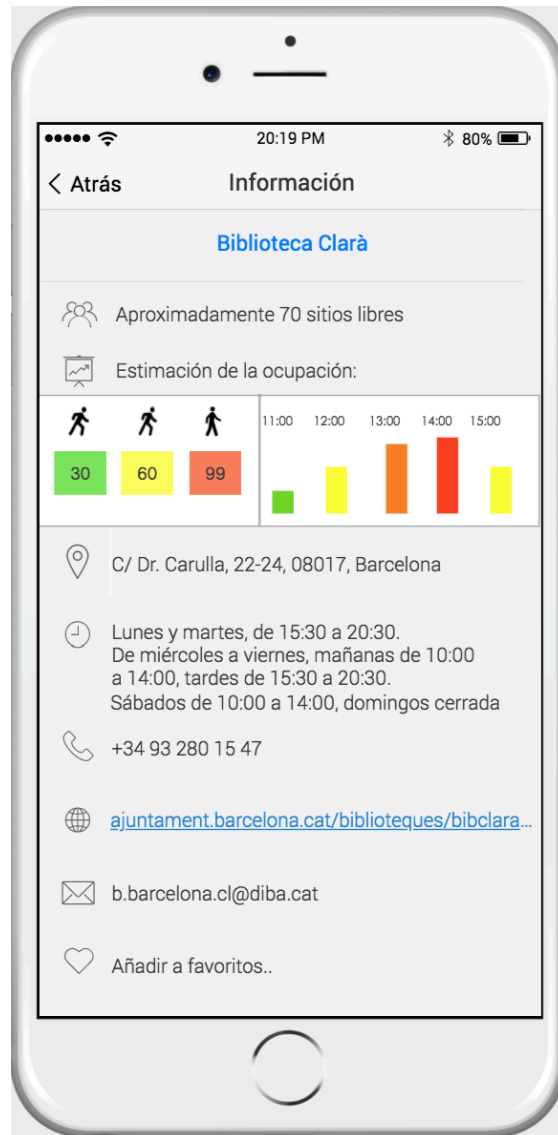 20:19 PM
80%
Atrás
Información
Biblioteca Clarà
Aproximadamente 70 sitios libres
Estimación de la ocupación:
30 60 99
11:00 12:00 13:00 14:00 15:00
C/ Dr. Carulla, 22-24, 08017, Barcelona
Lunes y martes, de 15:30 a 20:30.
De miércoles a viernes, mañanas de 10:00
a 14:00, tardes de 15:30 a 20:30.
Sábados de 10:00 a 14:00, domingos cerrada
+34 93 280 15 47
ajuntament.barcelona.cat/biblioteques/bibclara...
b.barcelona.cl@diba.cat
Añadir a favoritos..